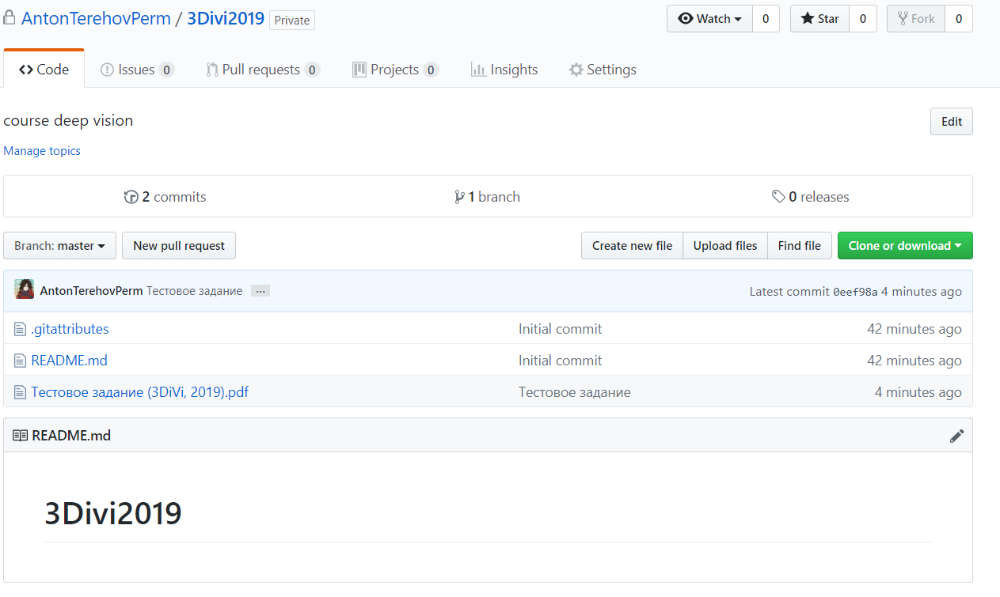 AntonTerehovPerm / 3Divi2019 Private Watch 0 Star 0 Fork 0
Code Issues 0 Pull requests 0 Projects 0 Insights Settings
course deep vision Edit
Manage topics
2 commits 1 branch 0 releases
Branch: master New pull request Create new file Upload files Find file Clone or download
AntonTerehovPerm Тестовое задание ... Latest commit 0eef98a 4 minutes ago
.gitattributes Initial commit 42 minutes ago
README.md Initial commit 42 minutes ago
Тестовое задание (3DiVi, 2019).pdf Тестовое задание 4 minutes ago
README.md
3Divi2019